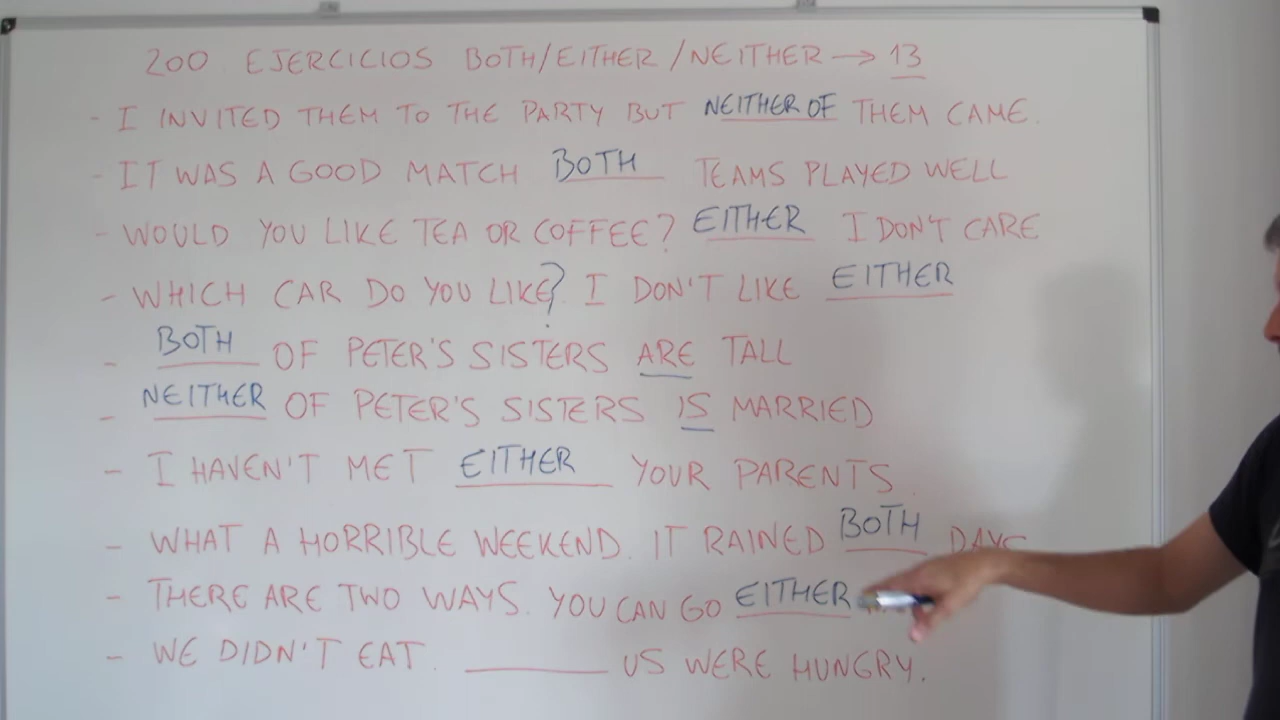 200 EJERCICIOS BOTH/EITHER/NEITHER → 13
- I INVITED THEM TO THE PARTY BUT NEITHER OF THEM CAME.
- IT WAS A GOOD MATCH BOTH TEAMS PLAYED WELL
- WOULD YOU LIKE TEA OR COFFEE? EITHER I DON'T CARE
- WHICH CAR DO YOU LIKE? I DON'T LIKE EITHER
- BOTH OF PETER'S SISTERS ARE TALL
- NEITHER OF PETER'S SISTERS IS MARRIED
- I HAVEN'T MET EITHER YOUR PARENTS.
- WHAT A HORRIBLE WEEKEND. IT RAINED BOTH DAYS
- THERE ARE TWO WAYS. YOU CAN GO EITHER
- WE DIDN'T EAT. ________ US WERE HUNGRY.